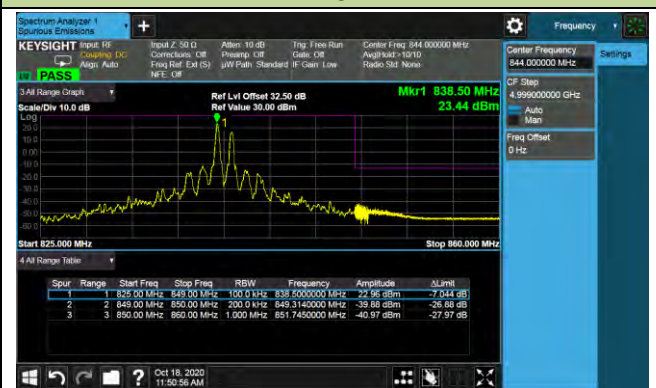 Spectrum Analyzer 1
Spurious Emissions
+
Frequency
KEYSIGHT Input: RF Input Z: 50 Ω Atten: 10 dB Trig: Free Run Center Freq: 844.000000 MHz
Coupling: DC Corrections: Off Preamp: Off Gate: Off Avg|Hold:>10/10
Align: Auto Freq Ref: Ext (S) µW Path: Standard IF Gain: Low Radio Std: None
NFE: Off
PASS
Center Frequency
844.000000 MHz
Settings
CF Step
4.999000000 GHz
Auto
Man
Freq Offset
0 Hz
3 All Range Graph
Ref Lvl Offset 32.50 dB
Mkr1 838.50 MHz
Scale/Div 10.0 dB
Ref Value 30.00 dBm
23.44 dBm
Log
20.0
10.0
0.00
-10.0
-20.0
-30.0
-40.0
-50.0
-60.0
1
Start 825.000 MHz
Stop 860.000 MHz
4 All Range Table
Spur Range Start Freq Stop Freq RBW Frequency Amplitude ΔLimit
1 1 825.00 MHz 849.00 MHz 100.0 kHz 838.5000000 MHz 22.96 dBm -7.044 dB
2 2 849.00 MHz 850.00 MHz 200.0 kHz 849.3140000 MHz -39.88 dBm -26.88 dB
3 3 850.00 MHz 860.00 MHz 1.000 MHz 851.7450000 MHz -40.97 dBm -27.97 dB
?
Oct 18, 2020
11:50:56 AM